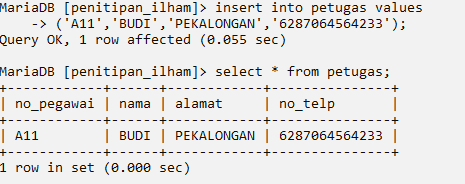 MariaDB [penitipan_ilham]> insert into petugas values
    -> ('A11','BUDI','PEKALONGAN','6287064564233');
Query OK, 1 row affected (0.055 sec)

MariaDB [penitipan_ilham]> select * from petugas;
+------------+------+------------+---------------+
| no_pegawai | nama | alamat     | no_telp       |
+------------+------+------------+---------------+
| A11        | BUDI | PEKALONGAN | 6287064564233 |
+------------+------+------------+---------------+
1 row in set (0.000 sec)